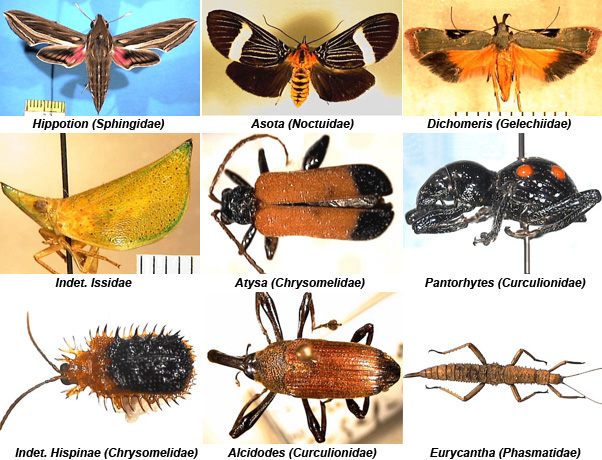 Hippotion (Sphingidae)
Asota (Noctuidae)
Dichomeris (Gelechiidae)
Indet. Issidae
Atysa (Chrysomelidae)
Pantorhytes (Curculionidae)
Indet. Hispinae (Chrysomelidae)
Alcidodes (Curculionidae)
Eurycantha (Phasmatidae)